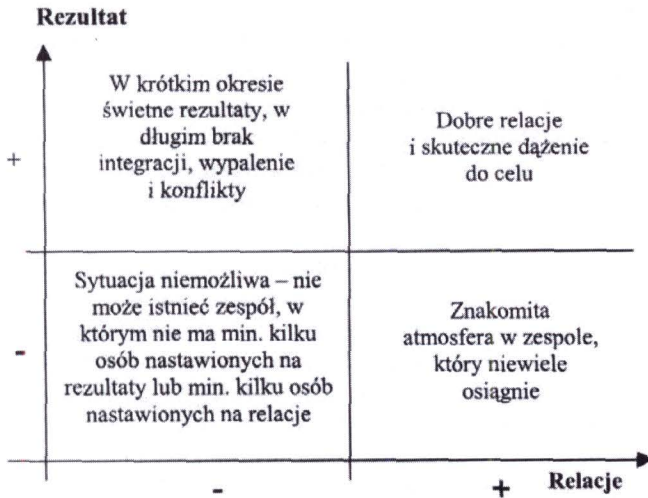 Rezultat
W krótkim okresie
świetne rezultaty, w
długim brak
integracji, wypalenie
i konflikty
Dobre relacje
i skuteczne dążenie
do celu
+
Sytuacja niemożliwa – nie
może istnieć zespół, w
którym nie ma min. kilku
osób nastawionych na
rezultaty lub min. kilku osób
nastawionych na relacje
Znakomita
atmosfera w zespole,
który niewiele
osiągnie
-
- + Relacje